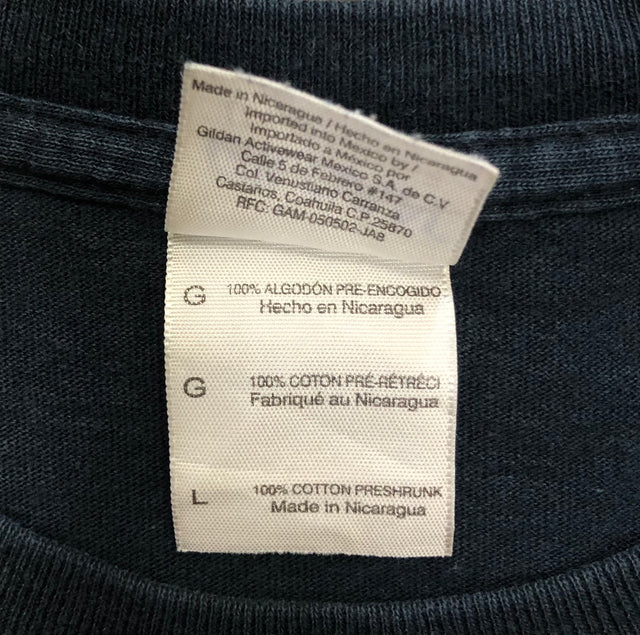 Made in Nicaragua / Hecho en Nicaragua
Imported into Mexico by /
Importado a México por
Gildan Activewear Mexico S.A. de C.V
Calle 5 de Febrero #147
Col. Venustiano Carranza
Castaños, Coahuila C.P 25870
RFC: GAM-050502-JA8
G 100% ALGODÓN PRE-ENCOGIDO
Hecho en Nicaragua
G 100% COTON PRÉ-RÉTRÉCI
Fabriqué au Nicaragua
L 100% COTTON PRESHRUNK
Made in Nicaragua